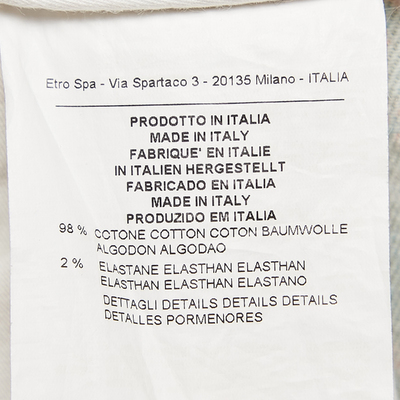 Etro Spa - Via Spartaco 3 - 20135 Milano - ITALIA
PRODOTTO IN ITALIA
MADE IN ITALY
FABRIQUE' EN ITALIE
IN ITALIEN HERGESTELLT
FABRICADO EN ITALIA
MADE IN ITALY
PRODUZIDO EM ITALIA
98 % COTONE COTTON COTON BAUMWOLLE
ALGODON ALGODAO
2 % ELASTANE ELASTHAN ELASTHAN
ELASTHAN ELASTHAN ELASTANO
DETTAGLI DETAILS DETAILS DETAILS
DETALLES PORMENORES